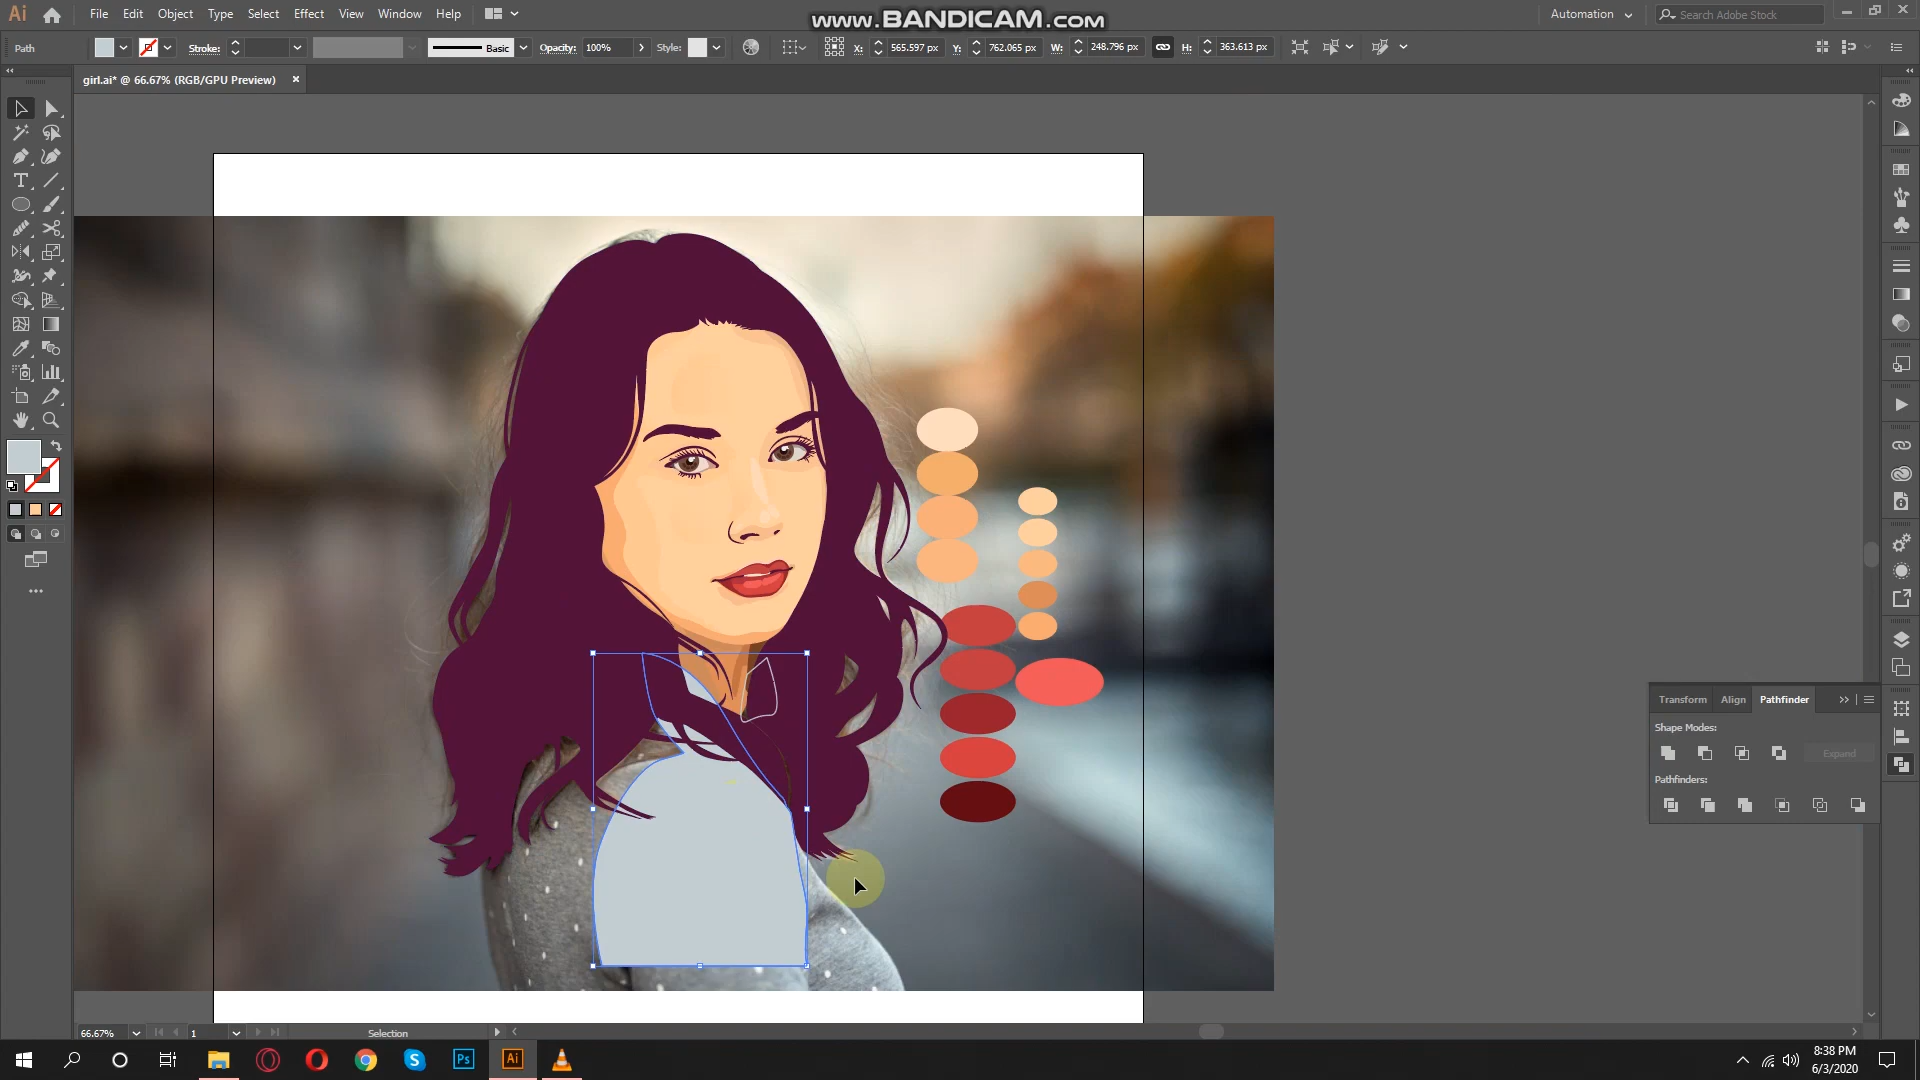 Ai File Edit Object Type Select Effect View Window Help
www.BANDICAM.com
Automation
Search Adobe Stock
Path Stroke: Basic Opacity: 100% Style: X: 565.597 px Y: 762.065 px W: 248.796 px H: 363.613 px
girl.ai* @ 66.67% (RGB/GPU Preview)
Transform Align Pathfinder
Shape Modes:
Expand
Pathfinders:
66.67% 1 Selection
Ps Ai
8:38 PM
6/3/2020